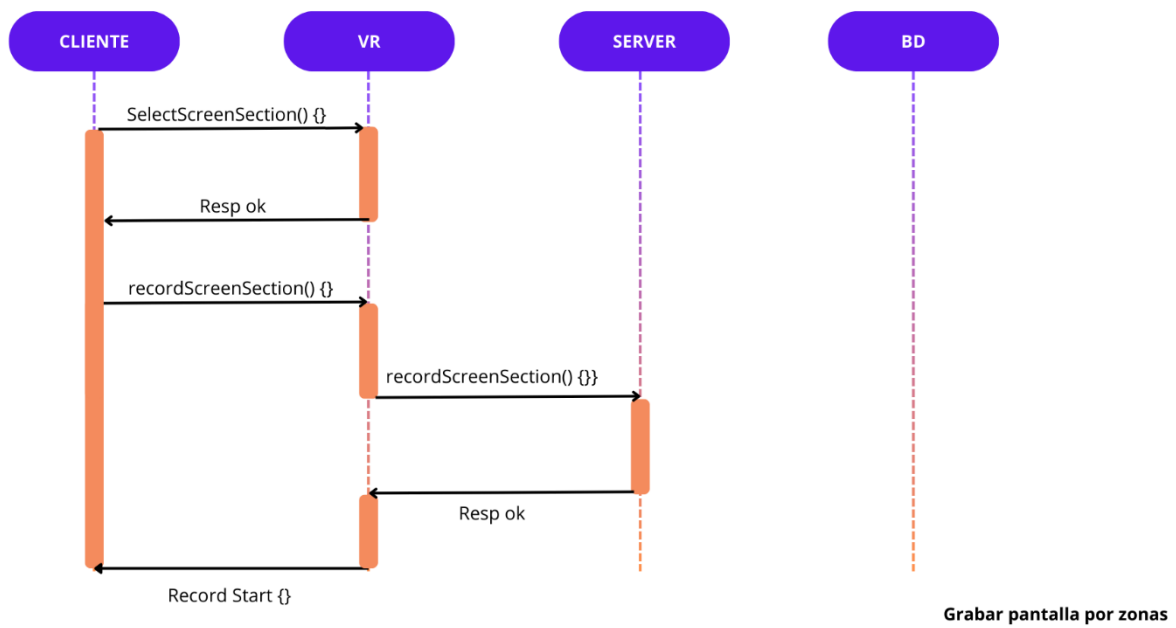 CLIENTE
VR
SERVER
BD
SelectScreenSection() {}
Resp ok
recordScreenSection() {}
recordScreenSection() {}}
Resp ok
Record Start {}
Grabar pantalla por zonas